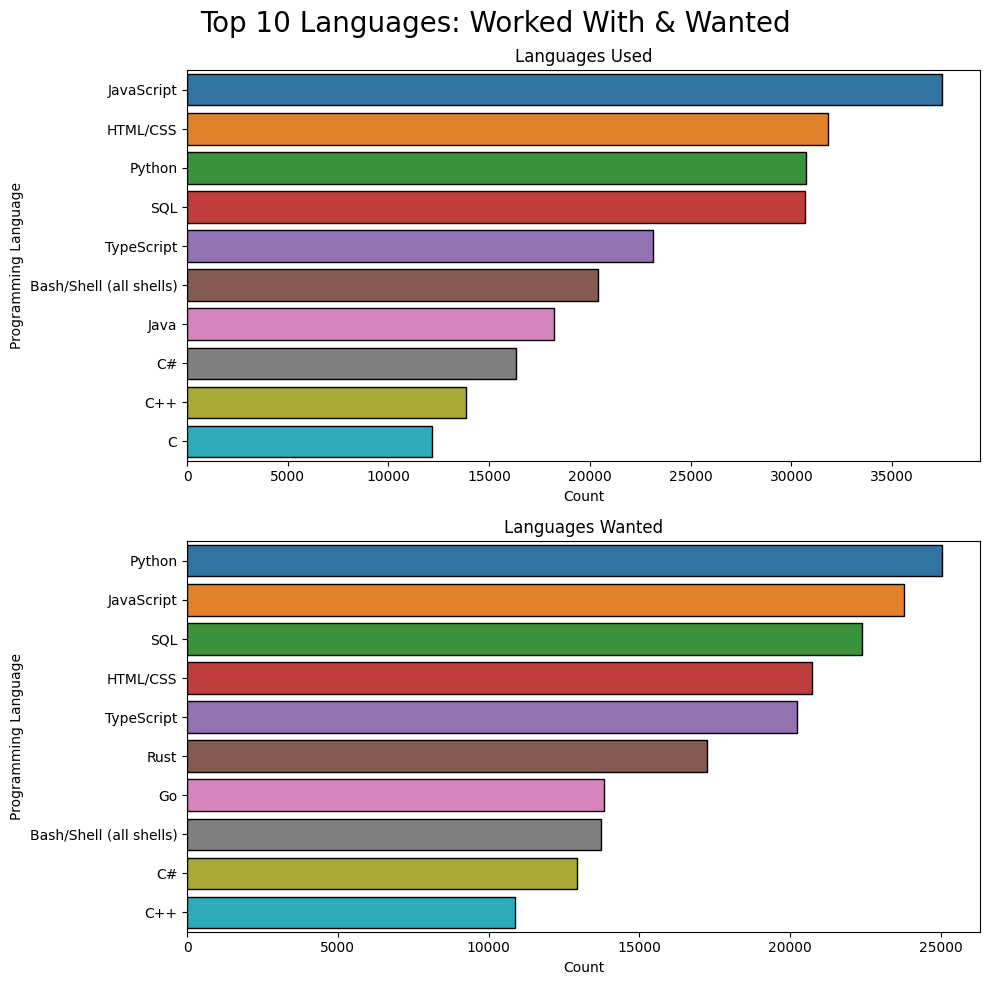 Top 10 Languages: Worked With & Wanted
Languages Used
Programming Language
JavaScript
HTML/CSS
Python
SQL
TypeScript
Bash/Shell (all shells)
Java
C#
C++
C
0 5000 10000 15000 20000 25000 30000 35000
Count
Languages Wanted
Programming Language
Python
JavaScript
SQL
HTML/CSS
TypeScript
Rust
Go
Bash/Shell (all shells)
C#
C++
0 5000 10000 15000 20000 25000
Count